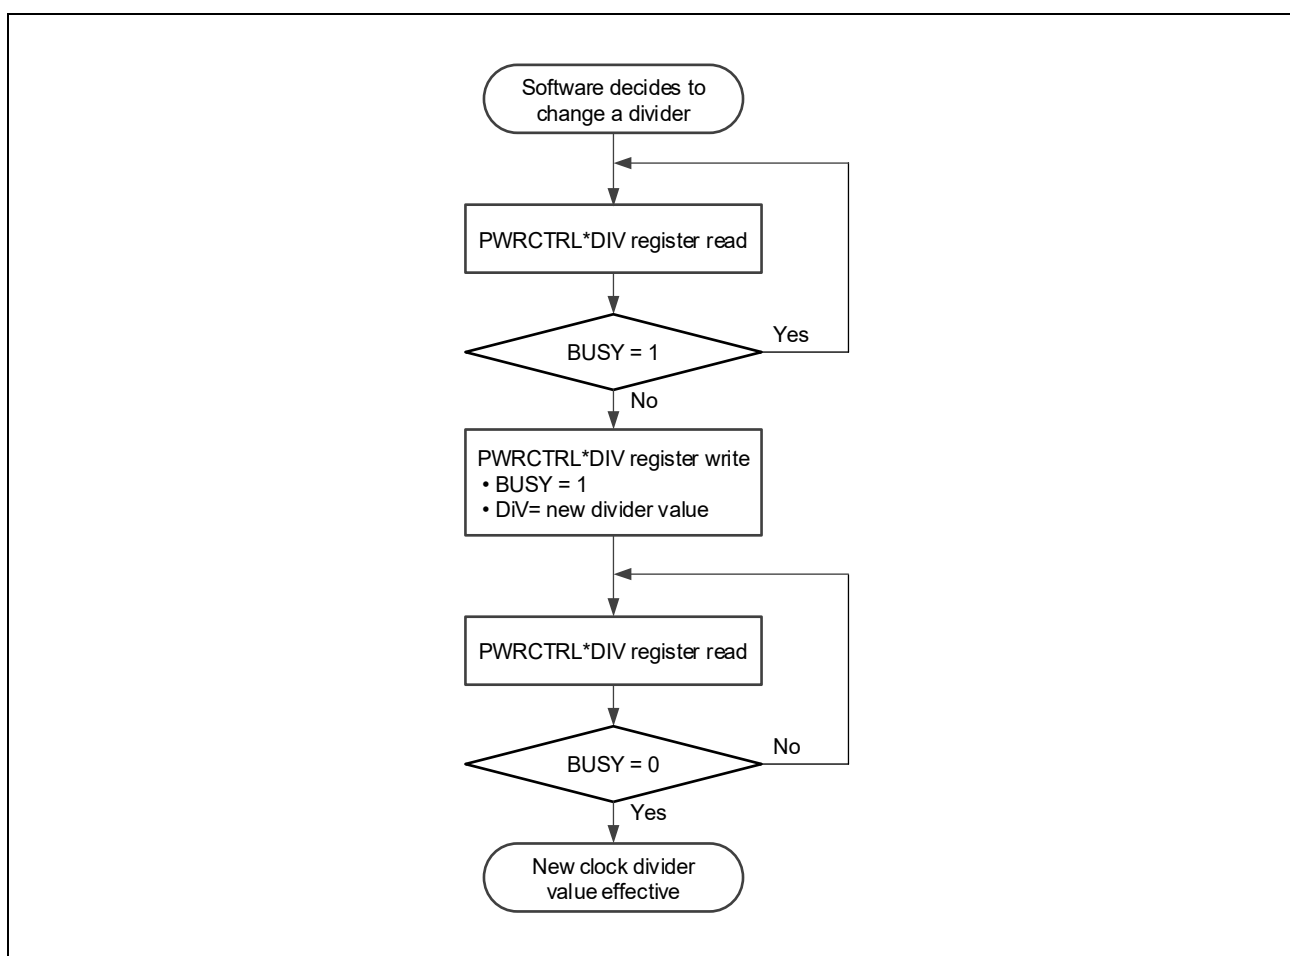 Software decides to
change a divider
PWRCTRL*DIV register read
BUSY = 1
Yes
No
PWRCTRL*DIV register write
• BUSY = 1
• DiV= new divider value
PWRCTRL*DIV register read
BUSY = 0
No
Yes
New clock divider
value effective